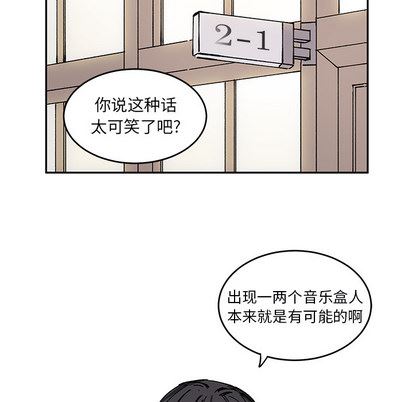 2-1
你说这种话
太可笑了吧?
出现一两个音乐盒人
本来就是有可能的啊